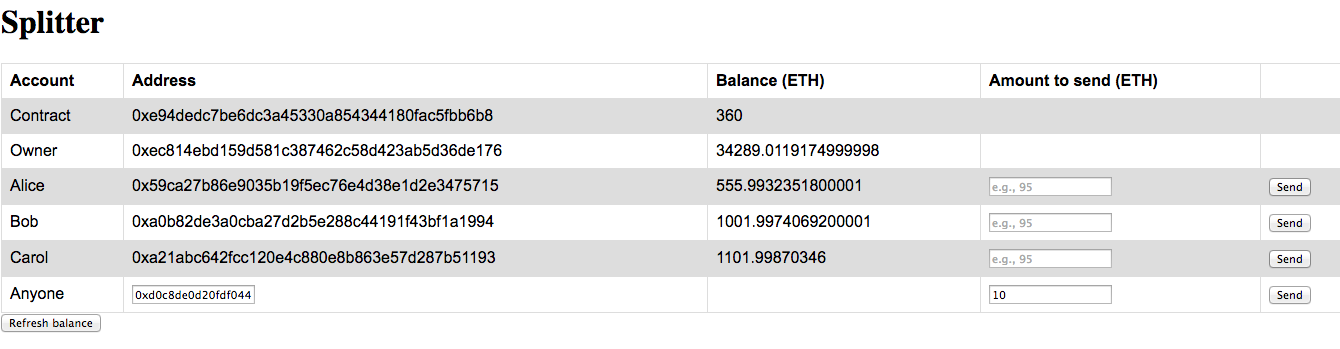 Splitter
Account Address Balance (ETH) Amount to send (ETH)
Contract 0xe94dedc7be6dc3a45330a854344180fac5fbb6b8 360
Owner 0xec814ebd159d581c387462c58d423ab5d36de176 34289.0119174999998
Alice 0x59ca27b86e9035b19f5ec76e4d38e1d2e3475715 555.9932351800001 e.g., 95 Send
Bob 0xa0b82de3a0cba27d2b5e288c44191f43bf1a1994 1001.9974069200001 e.g., 95 Send
Carol 0xa21abc642fcc120e4c880e8b863e57d287b51193 1101.99870346 e.g., 95 Send
Anyone 0xd0c8de0d20fdf044 10 Send
Refresh balance